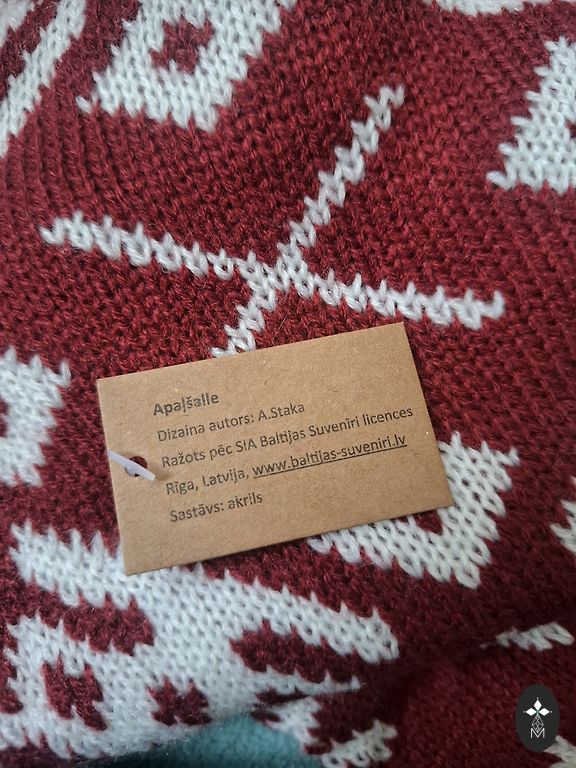 Apaļšalle
Dizaina autors: A.Staka
Ražots pēc SIA Baltijas Suvenīri licences
Rīga, Latvija, www.baltijas-suveniri.lv
Sastāvs: akrils